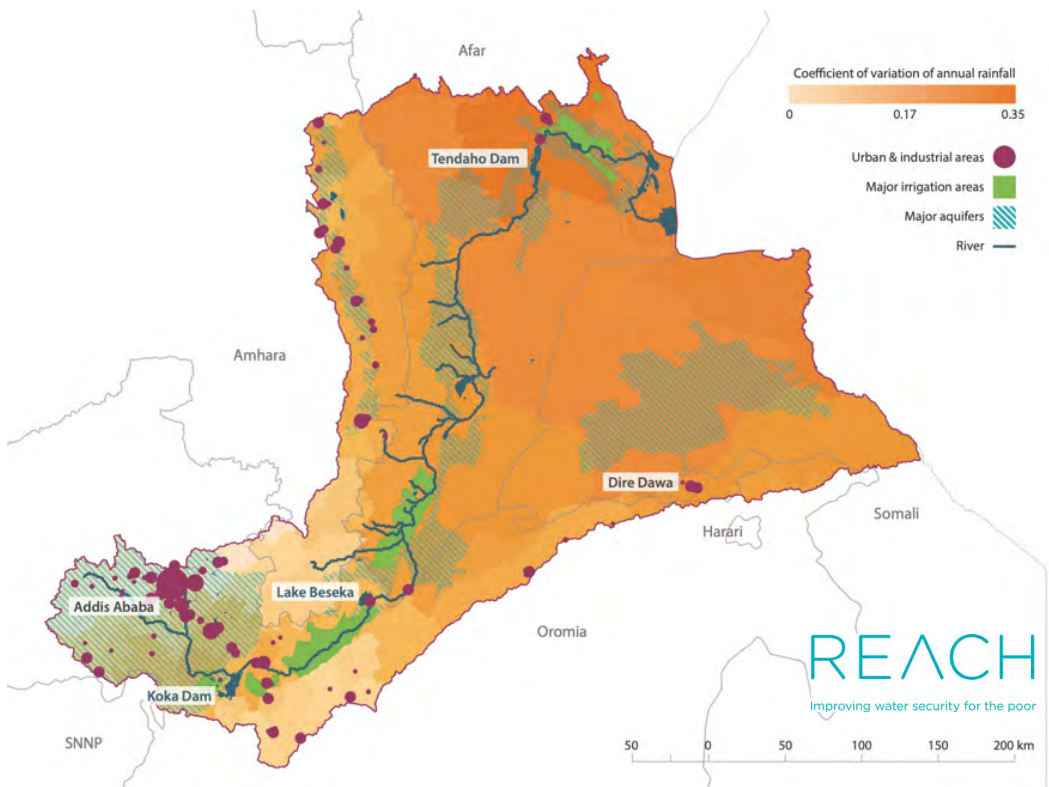 Afar
Coefficient of variation of annual rainfall
0 0.17 0.35
Urban & industrial areas
Major irrigation areas
Major aquifers
River
Tendaho Dam
Amhara
Dire Dawa
Harari
Somali
Addis Ababa
Lake Beseka
Oromia
Koka Dam
SNNP
REACH
Improving water security for the poor
50 0 50 100 150 200 km